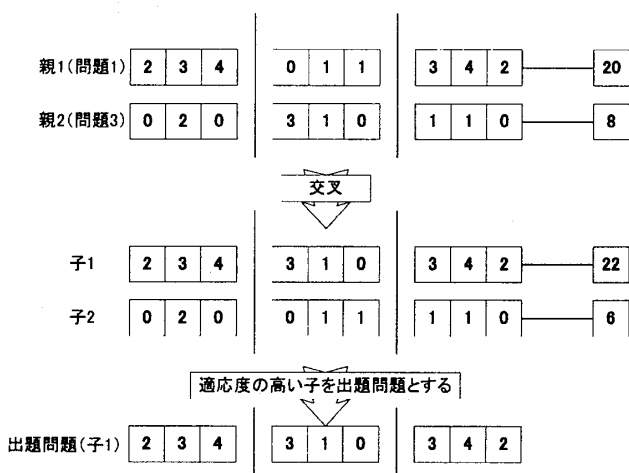 親1(問題1) 2 3 4 0 1 1 3 4 2 20
親2(問題3) 0 2 0 3 1 0 1 1 0 8
交叉
子1 2 3 4 3 1 0 3 4 2 22
子2 0 2 0 0 1 1 1 1 0 6
適応度の高い子を出題問題とする
出題問題(子1) 2 3 4 3 1 0 3 4 2